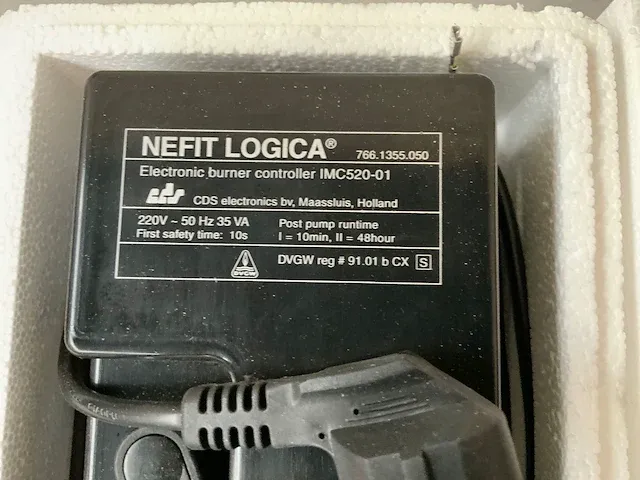 NEFIT LOGICA® 766.1355.050
Electronic burner controller IMC520-01
cds CDS electronics bv, Maassluis, Holland
220V ~ 50 Hz 35 VA Post pump runtime
First safety time: 10s I = 10min, II = 48hour
DVGW DVGW reg # 91.01 b CX S